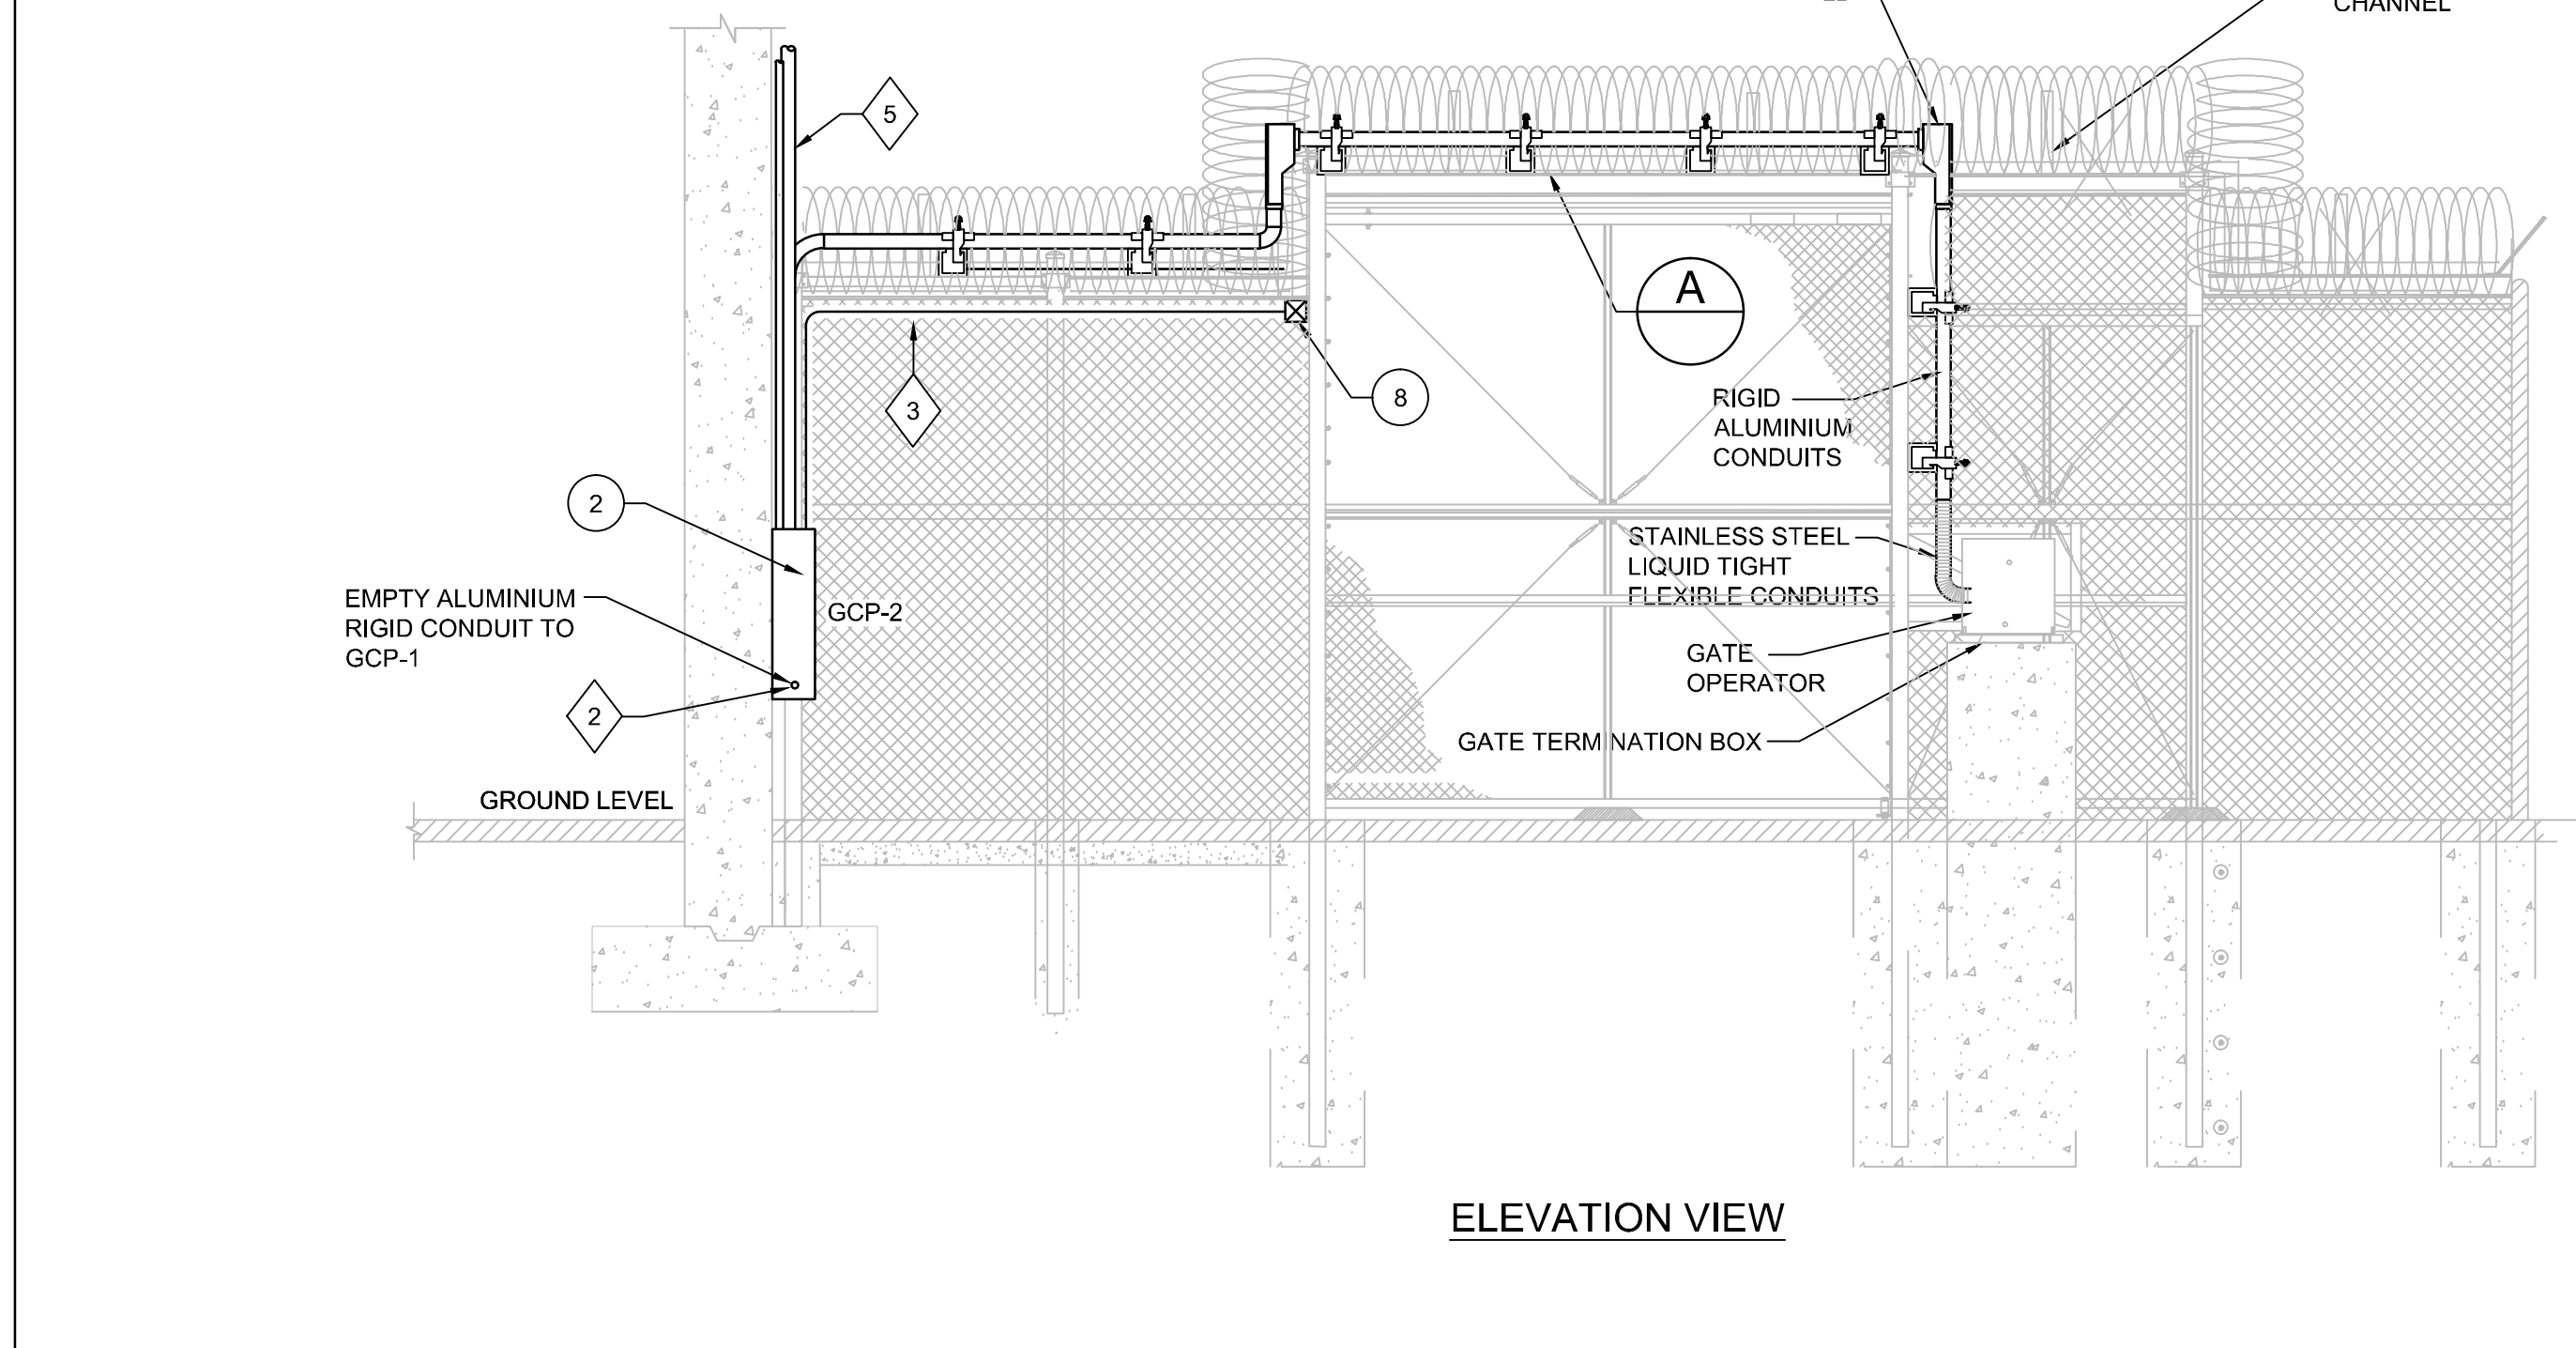 CHANNEL
5
A
3
8
RIGID
ALUMINIUM
CONDUITS
2
STAINLESS STEEL
LIQUID TIGHT
FLEXIBLE CONDUITS
EMPTY ALUMINIUM
RIGID CONDUIT TO
GCP-1
GCP-2
GATE
OPERATOR
2
GATE TERMINATION BOX
GROUND LEVEL
ELEVATION VIEW